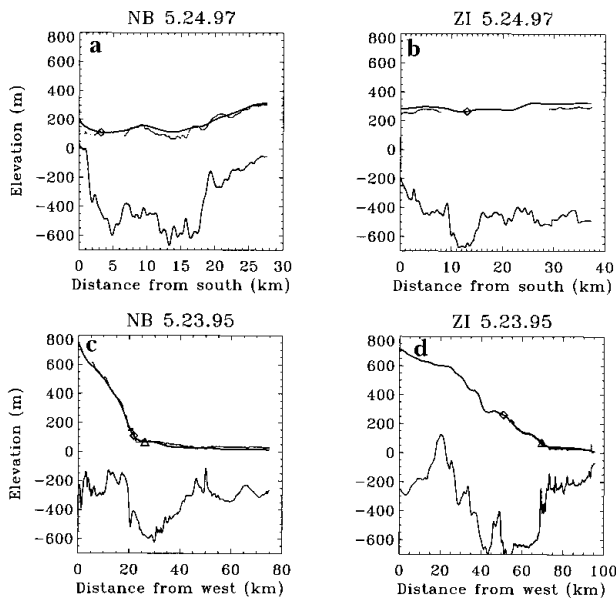 NB 5.24.97
a
Elevation (m)
800
600
400
200
0
−200
−400
−600
0 5 10 15 20 25 30
Distance from south (km)
ZI 5.24.97
b
800
600
400
200
0
−200
−400
−600
0 10 20 30 40
Distance from south (km)
NB 5.23.95
c
Elevation (m)
800
600
400
200
0
−200
−400
−600
0 20 40 60 80
Distance from west (km)
ZI 5.23.95
d
800
600
400
200
0
−200
−400
−600
0 20 40 60 80 100
Distance from west (km)